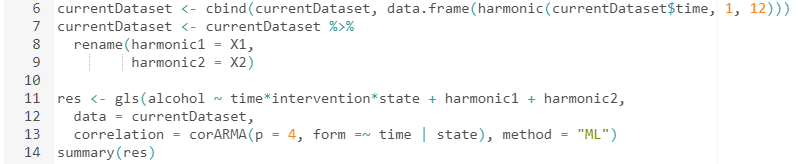 6 currentDataset <- cbind(currentDataset, data.frame(harmonic(currentDataset$time, 1, 12)))
7 currentDataset <- currentDataset %>%
8 rename(harmonic1 = X1,
9 harmonic2 = X2)
10
11 res <- gls(alcohol ~ time*intervention*state + harmonic1 + harmonic2,
12 data = currentDataset,
13 correlation = corARMA(p = 4, form =~ time | state), method = "ML")
14 summary(res)